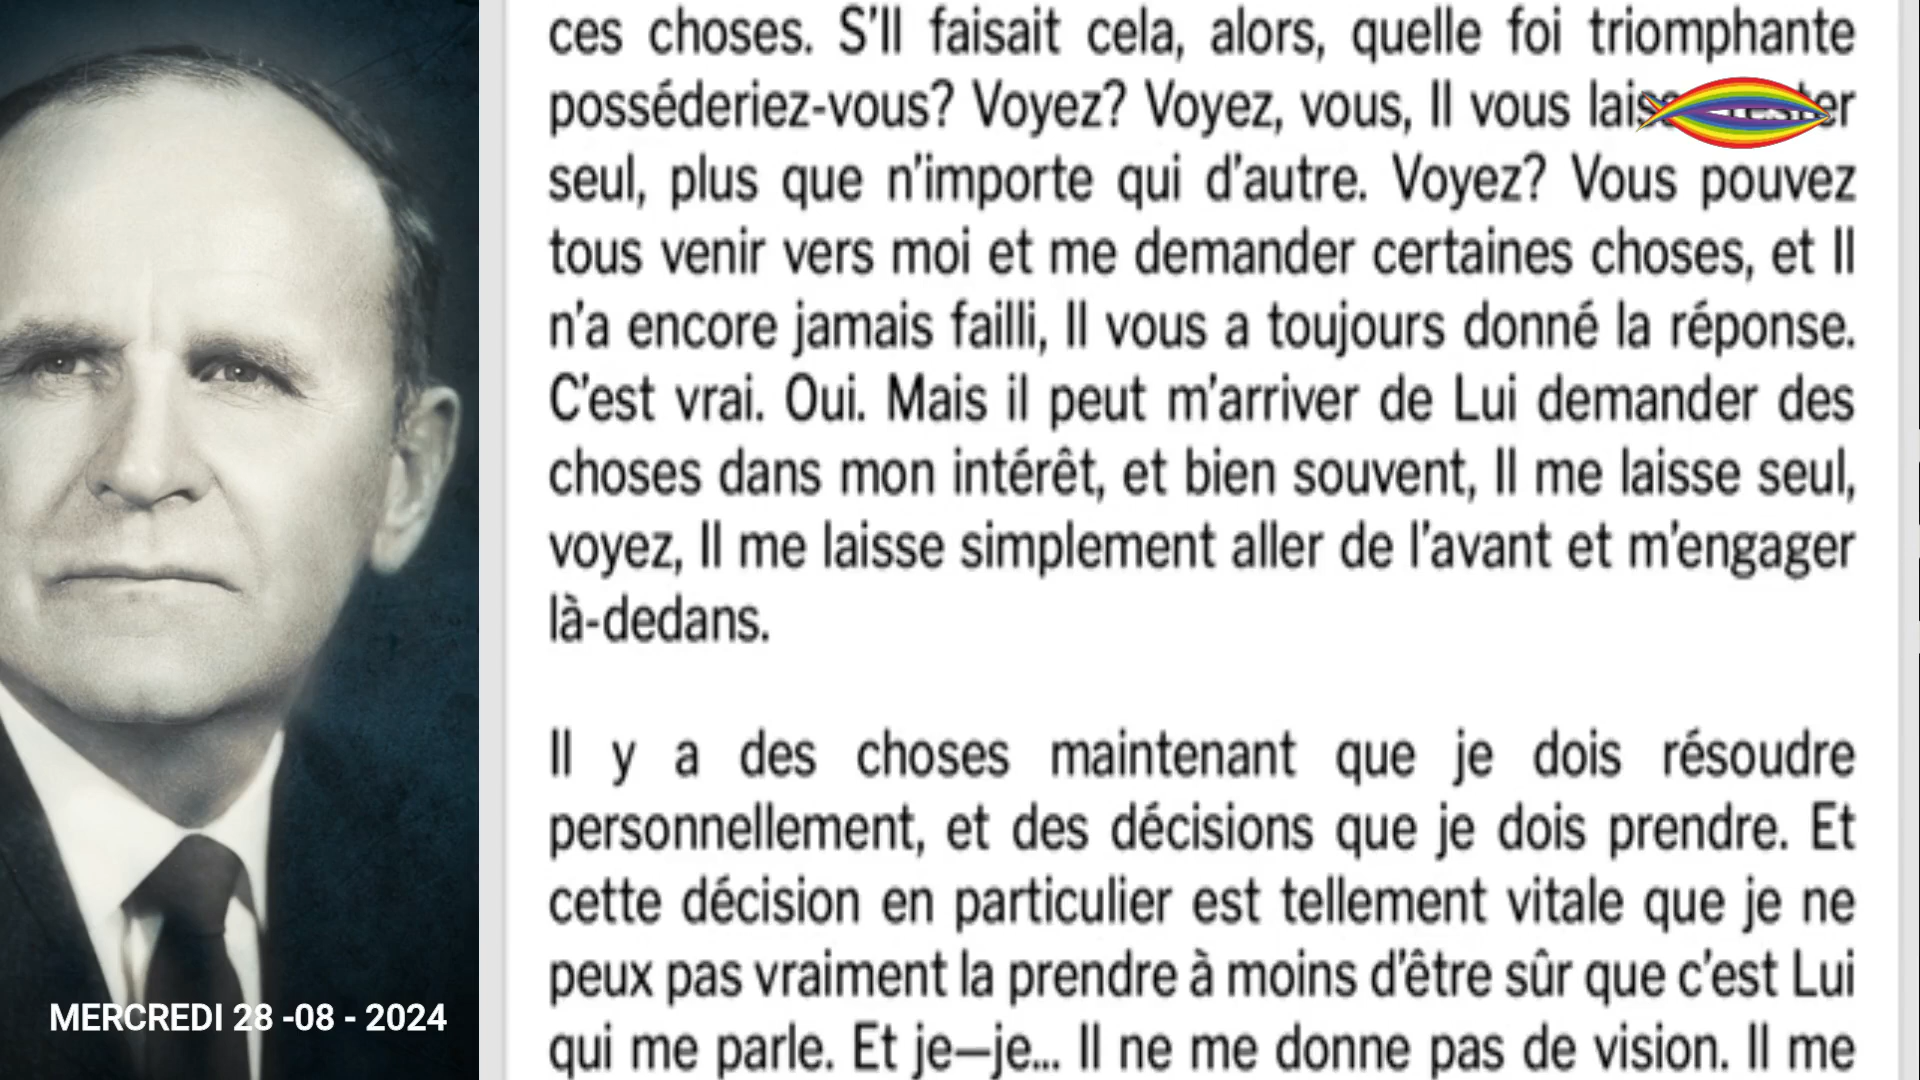 ces choses. S'Il faisait cela, alors, quelle foi triomphante
posséderiez-vous? Voyez? Voyez, vous, Il vous
seul, plus que n'importe qui d'autre. Voyez? Vous pouvez
tous venir vers moi et me demander certaines choses, et Il
n'a encore jamais failli, Il vous a toujours donné la réponse.
C'est vrai. Oui. Mais il peut m'arriver de Lui demander des
choses dans mon intérêt, et bien souvent, Il me laisse seul,
voyez, Il me laisse simplement aller de l'avant et m'engager
là-dedans.
Il y a des choses maintenant que je dois résoudre
personnellement, et des décisions que je dois prendre. Et
cette décision en particulier est tellement vitale que je ne
peux pas vraiment la prendre à moins d'être sûr que c'est Lui
qui me parle. Et je—je... Il ne me donne pas de vision. Il me
MERCREDI 28 -08 - 2024